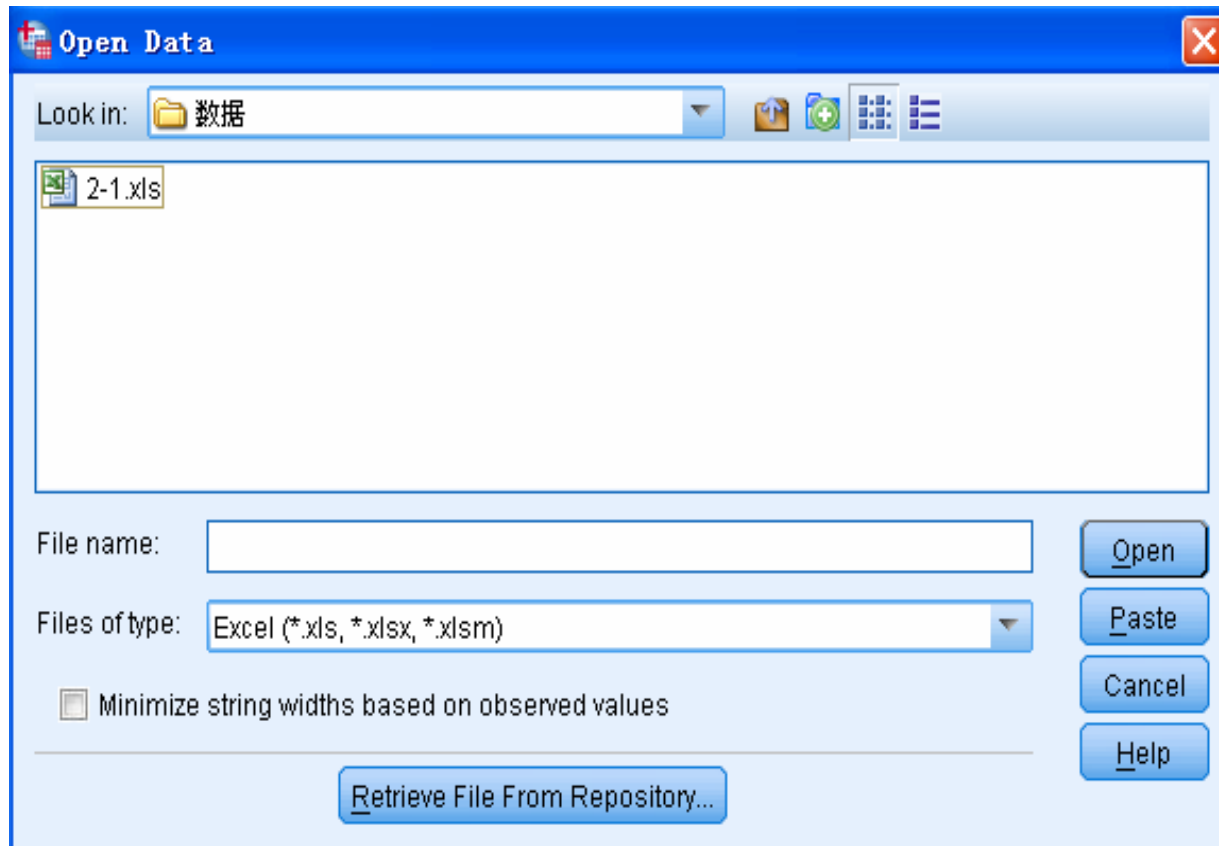 Open Data
Look in: 数据
2-1.xls
File name:
Open
Files of type: Excel (*.xls, *.xlsx, *.xlsm)
Paste
Minimize string widths based on observed values
Cancel
Help
Retrieve File From Repository...